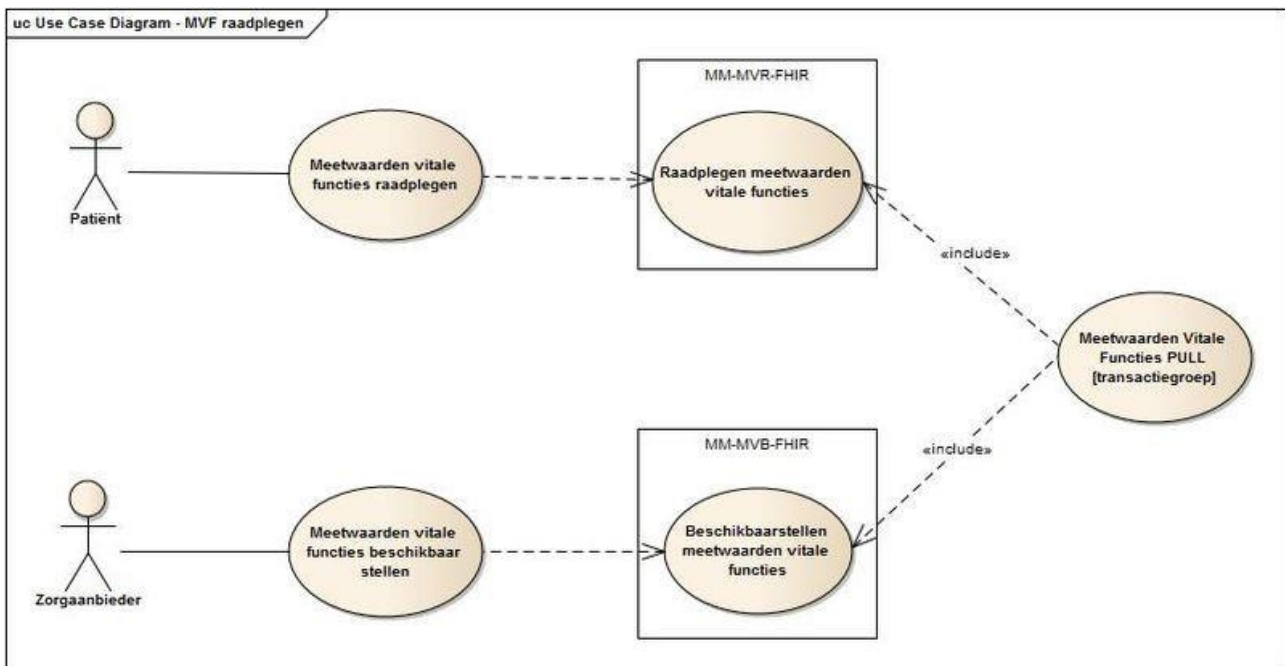 uc Use Case Diagram - MVF raadplegen
MM-MVR-FHIR
Patiënt
Meetwaarden vitale
functies raadplegen
Raadplegen meetwaarden
vitale functies
«include»
Meetwaarden Vitale
Functies PULL
[transactiegroep]
«include»
MM-MVB-FHIR
Zorgaanbieder
Meetwaarden vitale
functies beschikbaar
stellen
Beschikbaarstellen
meetwaarden vitale
functies